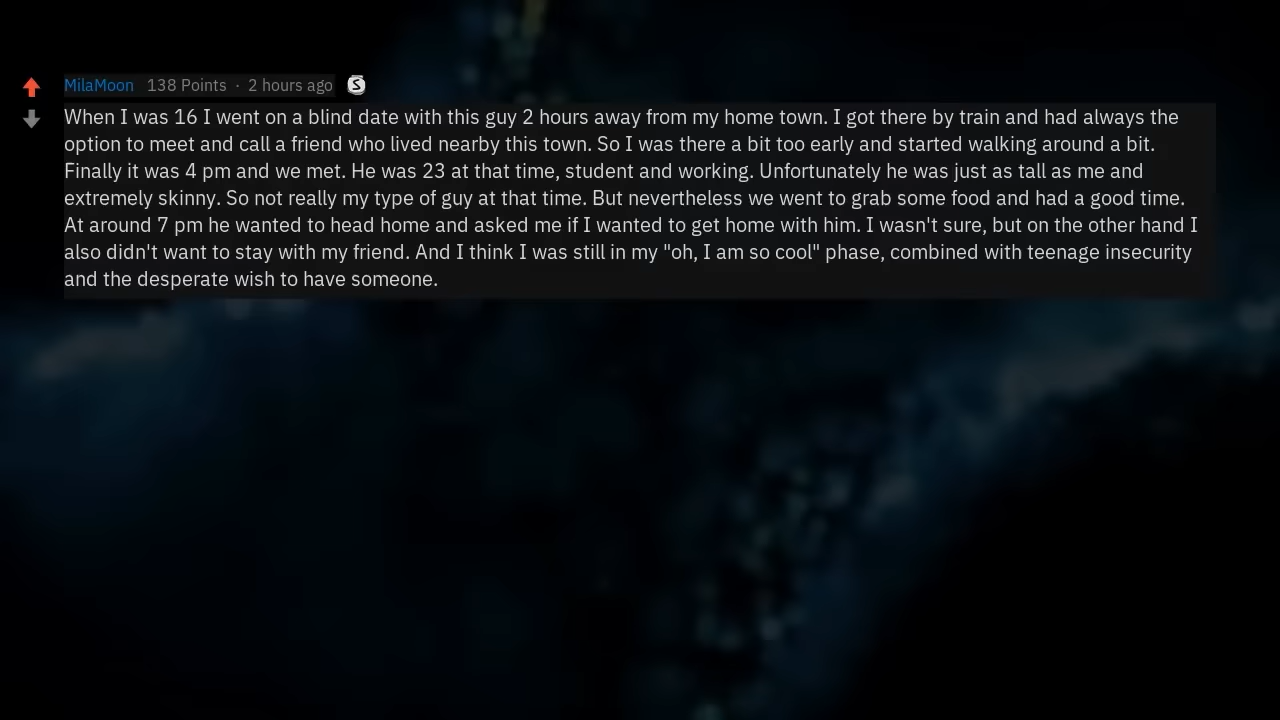 MilaMoon 138 Points · 2 hours ago S
When I was 16 I went on a blind date with this guy 2 hours away from my home town. I got there by train and had always the
option to meet and call a friend who lived nearby this town. So I was there a bit too early and started walking around a bit.
Finally it was 4 pm and we met. He was 23 at that time, student and working. Unfortunately he was just as tall as me and
extremely skinny. So not really my type of guy at that time. But nevertheless we went to grab some food and had a good time.
At around 7 pm he wanted to head home and asked me if I wanted to get home with him. I wasn't sure, but on the other hand I
also didn't want to stay with my friend. And I think I was still in my "oh, I am so cool" phase, combined with teenage insecurity
and the desperate wish to have someone.